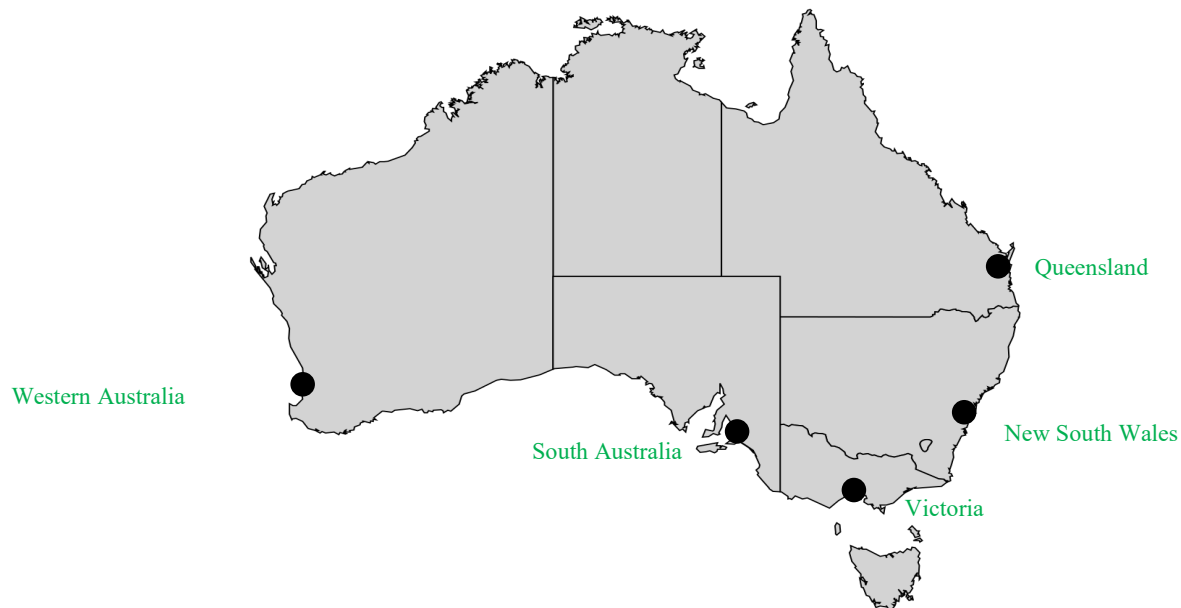 Queensland
Western Australia
New South Wales
South Australia
Victoria